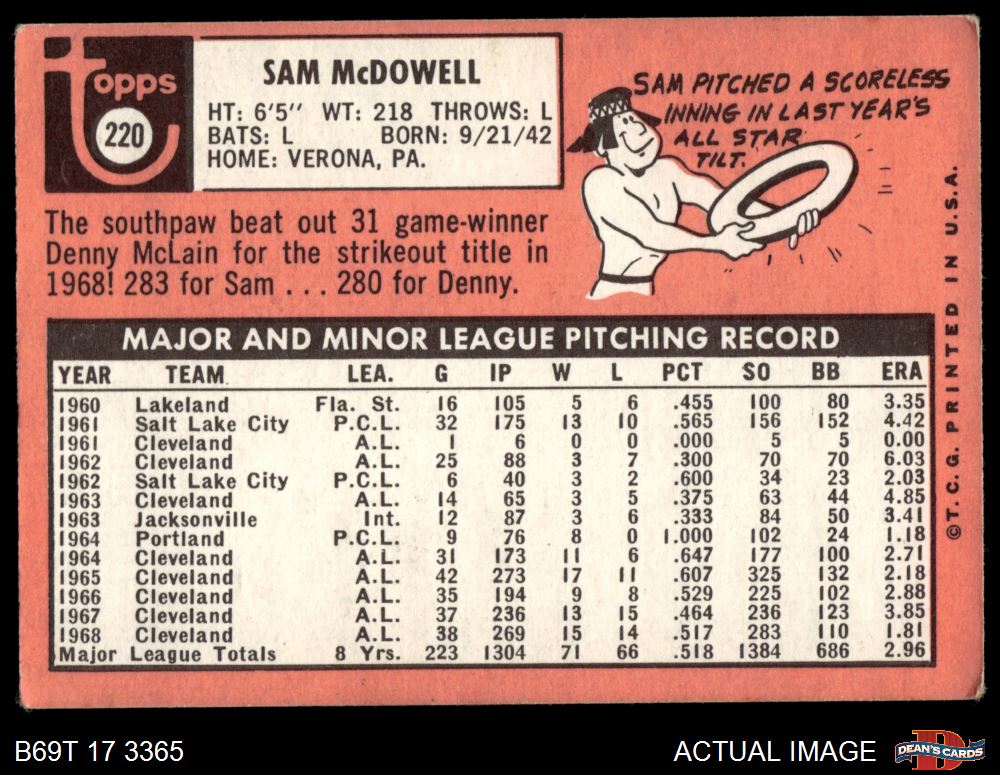 topps
220
SAM McDOWELL
HT: 6'5" WT: 218 THROWS: L
BATS: L BORN: 9/21/42
HOME: VERONA, PA.
SAM PITCHED A SCORELESS
INNING IN LAST YEAR'S
ALL STAR
TILT.
The southpaw beat out 31 game-winner
Denny McLain for the strikeout title in
1968! 283 for Sam . . . 280 for Denny.
MAJOR AND MINOR LEAGUE PITCHING RECORD
YEAR TEAM LEA. G IP W L PCT SO BB ERA
1960 Lakeland Fla. St. 16 105 5 6 .455 100 80 3.35
1961 Salt Lake City P.C.L. 32 175 13 10 .565 156 152 4.42
1961 Cleveland A.L. 1 6 0 0 .000 5 5 0.00
1962 Cleveland A.L. 25 88 3 7 .300 70 70 6.03
1962 Salt Lake City P.C.L. 6 40 3 2 .600 34 23 2.03
1963 Cleveland A.L. 14 65 3 5 .375 63 44 4.85
1963 Jacksonville Int. 12 87 3 6 .333 84 50 3.41
1964 Portland P.C.L. 9 76 8 0 1.000 102 24 1.18
1964 Cleveland A.L. 31 173 11 6 .647 177 100 2.71
1965 Cleveland A.L. 42 273 17 11 .607 325 132 2.18
1966 Cleveland A.L. 35 194 9 8 .529 225 102 2.88
1967 Cleveland A.L. 37 236 13 15 .464 236 123 3.85
1968 Cleveland A.L. 38 269 15 14 .517 283 110 1.81
Major League Totals 8 Yrs. 223 1304 71 66 .518 1384 686 2.96
©T.C.G. PRINTED IN U.S.A.
B69T 17 3365
ACTUAL IMAGE
DEAN'S CARDS